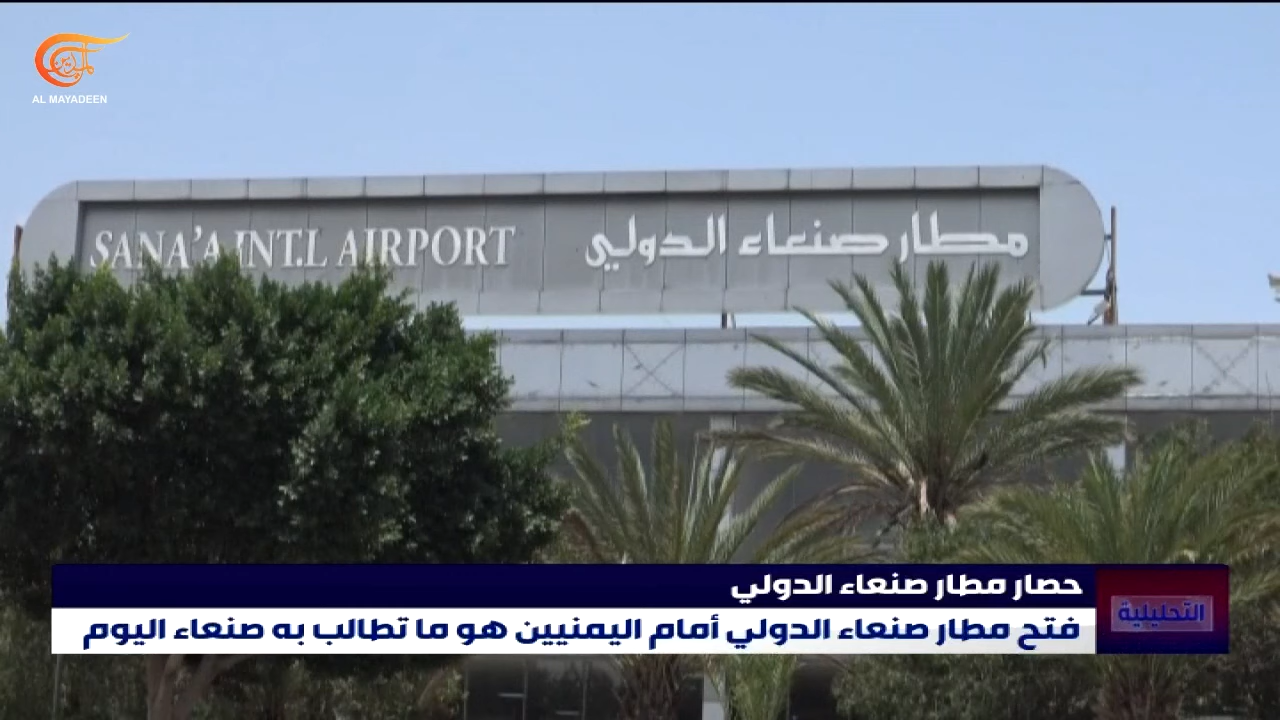 الميادين
AL MAYADEEN
SANA'A INT.L AIRPORT
مطار صنعاء الدولي
حصار مطار صنعاء الدولي
التحليلية
فتح مطار صنعاء الدولي أمام اليمنيين هو ما تطالب به صنعاء اليوم